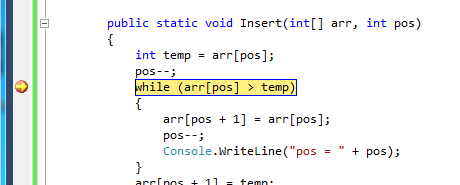 public static void Insert(int[] arr, int pos)
{
int temp = arr[pos];
pos--;
while (arr[pos] > temp)
{
arr[pos + 1] = arr[pos];
pos--;
Console.WriteLine("pos = " + pos);
}
arr[pos + 1] = temp;